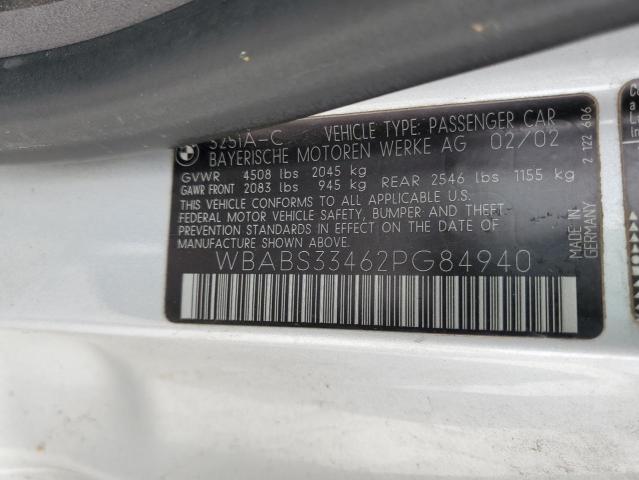 325iA-C VEHICLE TYPE: PASSENGER CAR
BAYERISCHE MOTOREN WERKE AG 02/02
GVWR 4508 lbs 2045 kg
GAWR FRONT 2083 lbs 945 kg REAR 2546 lbs 1155 kg
THIS VEHICLE CONFORMS TO ALL APPLICABLE U.S.
FEDERAL MOTOR VEHICLE SAFETY, BUMPER AND THEFT
PREVENTION STANDARDS IN EFFECT ON THE DATE OF
MANUFACTURE SHOWN ABOVE.
WBABS33462PG84940
2 122 606
MADE IN
GERMANY